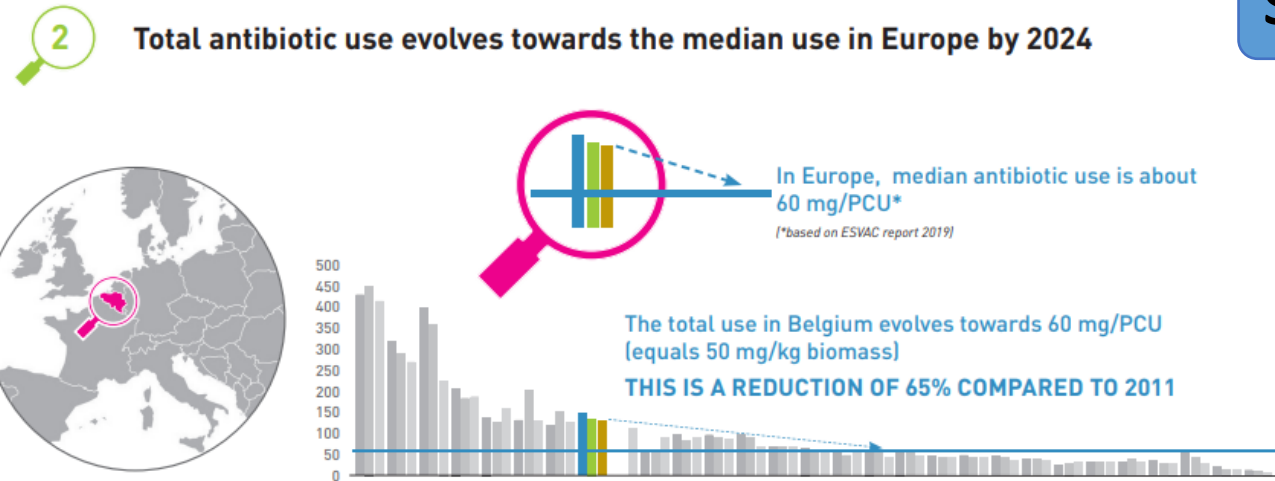 2
Total antibiotic use evolves towards the median use in Europe by 2024
S
In Europe, median antibiotic use is about
60 mg/PCU*
(*based on ESVAC report 2019)
The total use in Belgium evolves towards 60 mg/PCU
(equals 50 mg/kg biomass)
THIS IS A REDUCTION OF 65% COMPARED TO 2011
500
450
400
350
300
250
200
150
100
50
0